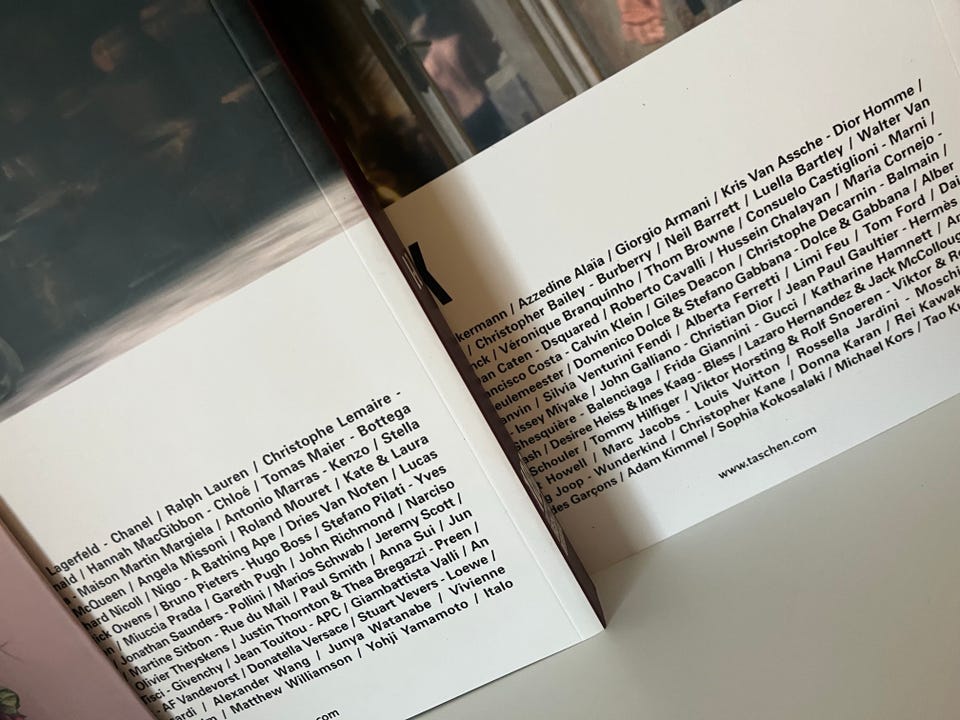 Lagerfeld - Chanel / Ralph Lauren / Christophe Lemaire -
/ Hannah MacGibbon - Chloé / Tomas Maier - Bottega
- Maison Martin Margiela / Antonio Marras - Kenzo / Stella
McQueen / Angela Missoni / Roland Mouret / Kate & Laura
Nicoll / Nigo - A Bathing Ape / Dries Van Noten / Lucas
Owens / Bruno Pieters - Hugo Boss / Stefano Pilati - Yves
/ Miuccia Prada / Gareth Pugh / John Richmond / Narciso
Jonathan Saunders - Pollini / Marios Schwab / Jeremy Scott /
Martine Sitbon - Rue du Mail / Paul Smith / Anna Sui / Jun
Olivier Theyskens / Justin Thornton & Thea Bregazzi - Preen /
Tisci - Givenchy / Jean Touitou - APC / Giambattista Valli / An
- AF Vandevorst / Donatella Versace / Stuart Vevers - Loewe /
/ Alexander Wang / Junya Watanabe / Vivienne
/ Matthew Williamson / Yohji Yamamoto / Italo
.com
K
kermann / Azzedine Alaïa / Giorgio Armani / Kris Van Assche - Dior Homme /
/ Christopher Bailey - Burberry / Neil Barrett / Luella Bartley / Walter Van
nck / Véronique Branquinho / Thom Browne / Consuelo Castiglioni - Marni /
Caten - Dsquared / Roberto Cavalli / Hussein Chalayan / Maria Cornejo -
ncisco Costa - Calvin Klein / Giles Deacon / Christophe Decarnin - Balmain /
eulemeester / Domenico Dolce & Stefano Gabbana - Dolce & Gabbana / Alber
anvin / Silvia Venturini Fendi / Alberta Ferretti / Limi Feu / Tom Ford / Dai
- Issey Miyake / John Galliano - Christian Dior / Jean Paul Gaultier - Hermès
Ghesquière - Balenciaga / Frida Giannini - Gucci / Katharine Hamnett / An
ash / Desiree Heiss & Ines Kaag - Bless / Lazaro Hernandez & Jack McCollough
Schouler / Tommy Hilfiger / Viktor Horsting & Rolf Snoeren - Viktor & Ro
Howell / Marc Jacobs - Louis Vuitton / Rossella Jardini - Moschi
g Joop - Wunderkind / Christopher Kane / Donna Karan / Rei Kawak
des Garçons / Adam Kimmel / Sophia Kokosalaki / Michael Kors / Tao K
www.taschen.com